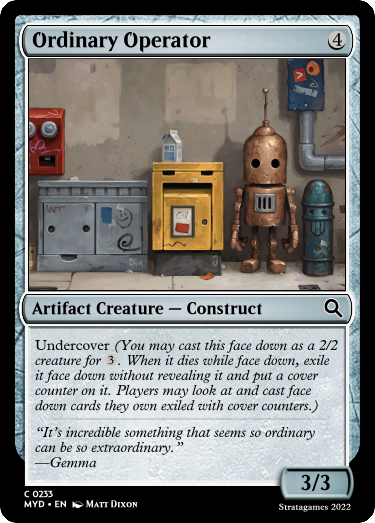 Ordinary Operator 4
Artifact Creature — Construct
Undercover (You may cast this face down as a 2/2
creature for 3. When it dies while face down, exile
it face down without revealing it and put a cover
counter on it. Players may look at and cast face
down cards they own exiled with cover counters.)
“It’s incredible something that seems so ordinary
can be so extraordinary.”
—Gemma
3/3
C 0233
MYD • EN Matt Dixon
Stratagames 2022